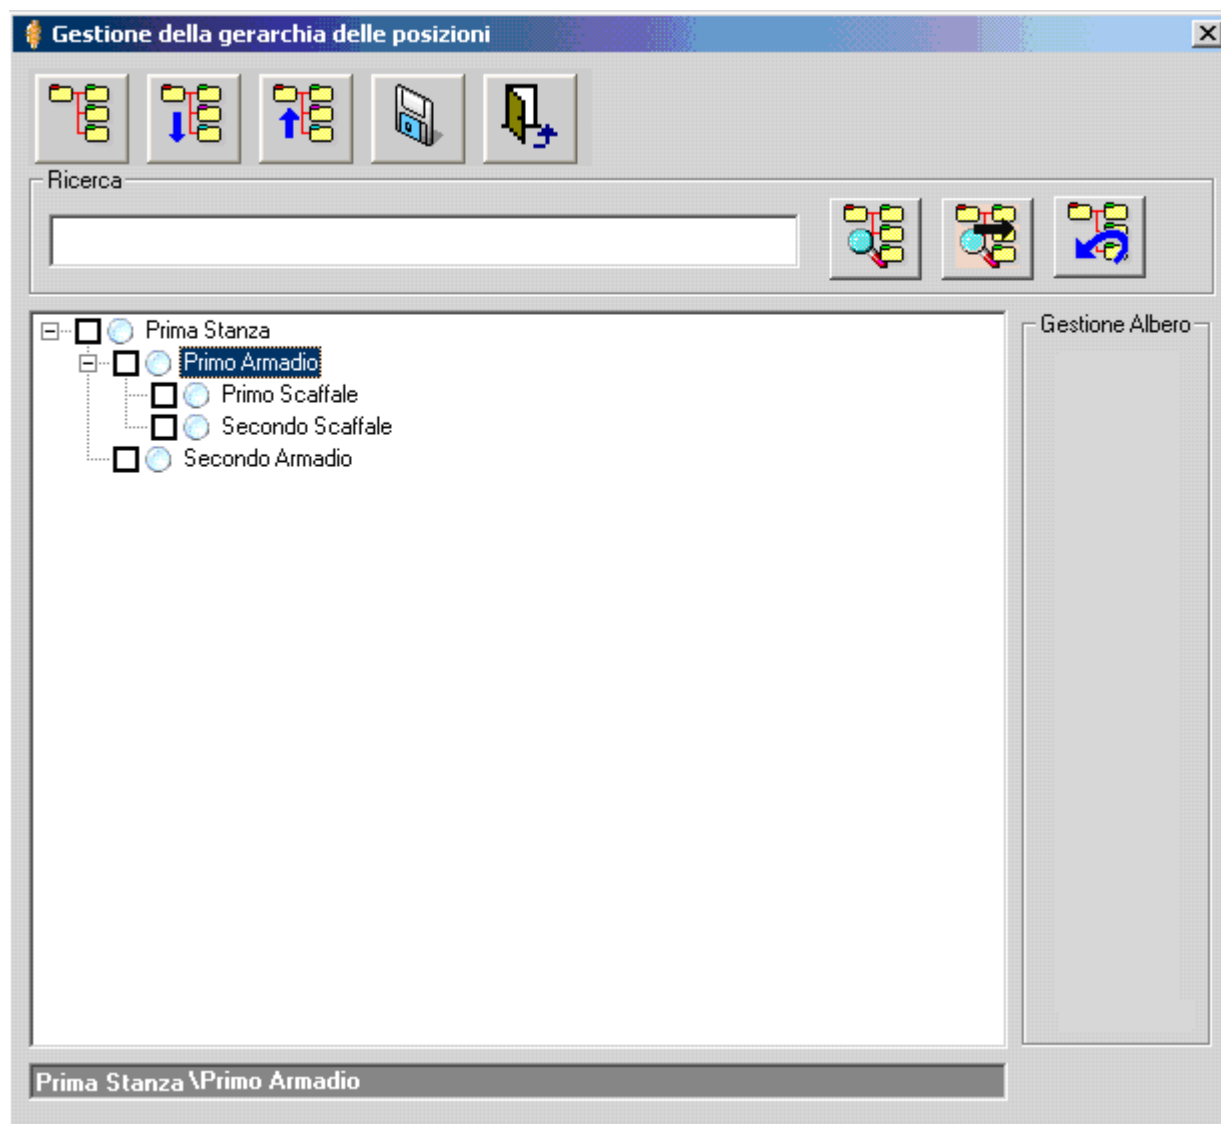 Gestione della gerarchia delle posizioni
Ricerca
Prima Stanza
Primo Armadio
Primo Scaffale
Secondo Scaffale
Secondo Armadio
Gestione Albero
Prima Stanza \Primo Armadio